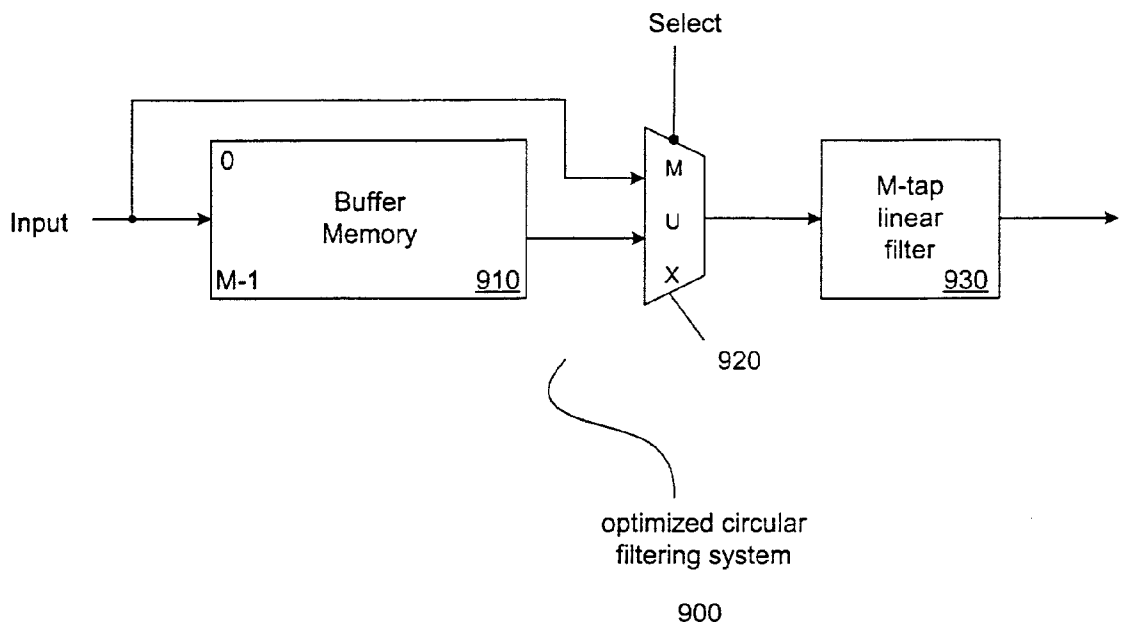 Select
Input
0
Buffer
Memory
M-1
910
M
U
X
920
M-tap
linear
filter
930
optimized circular
filtering system
900